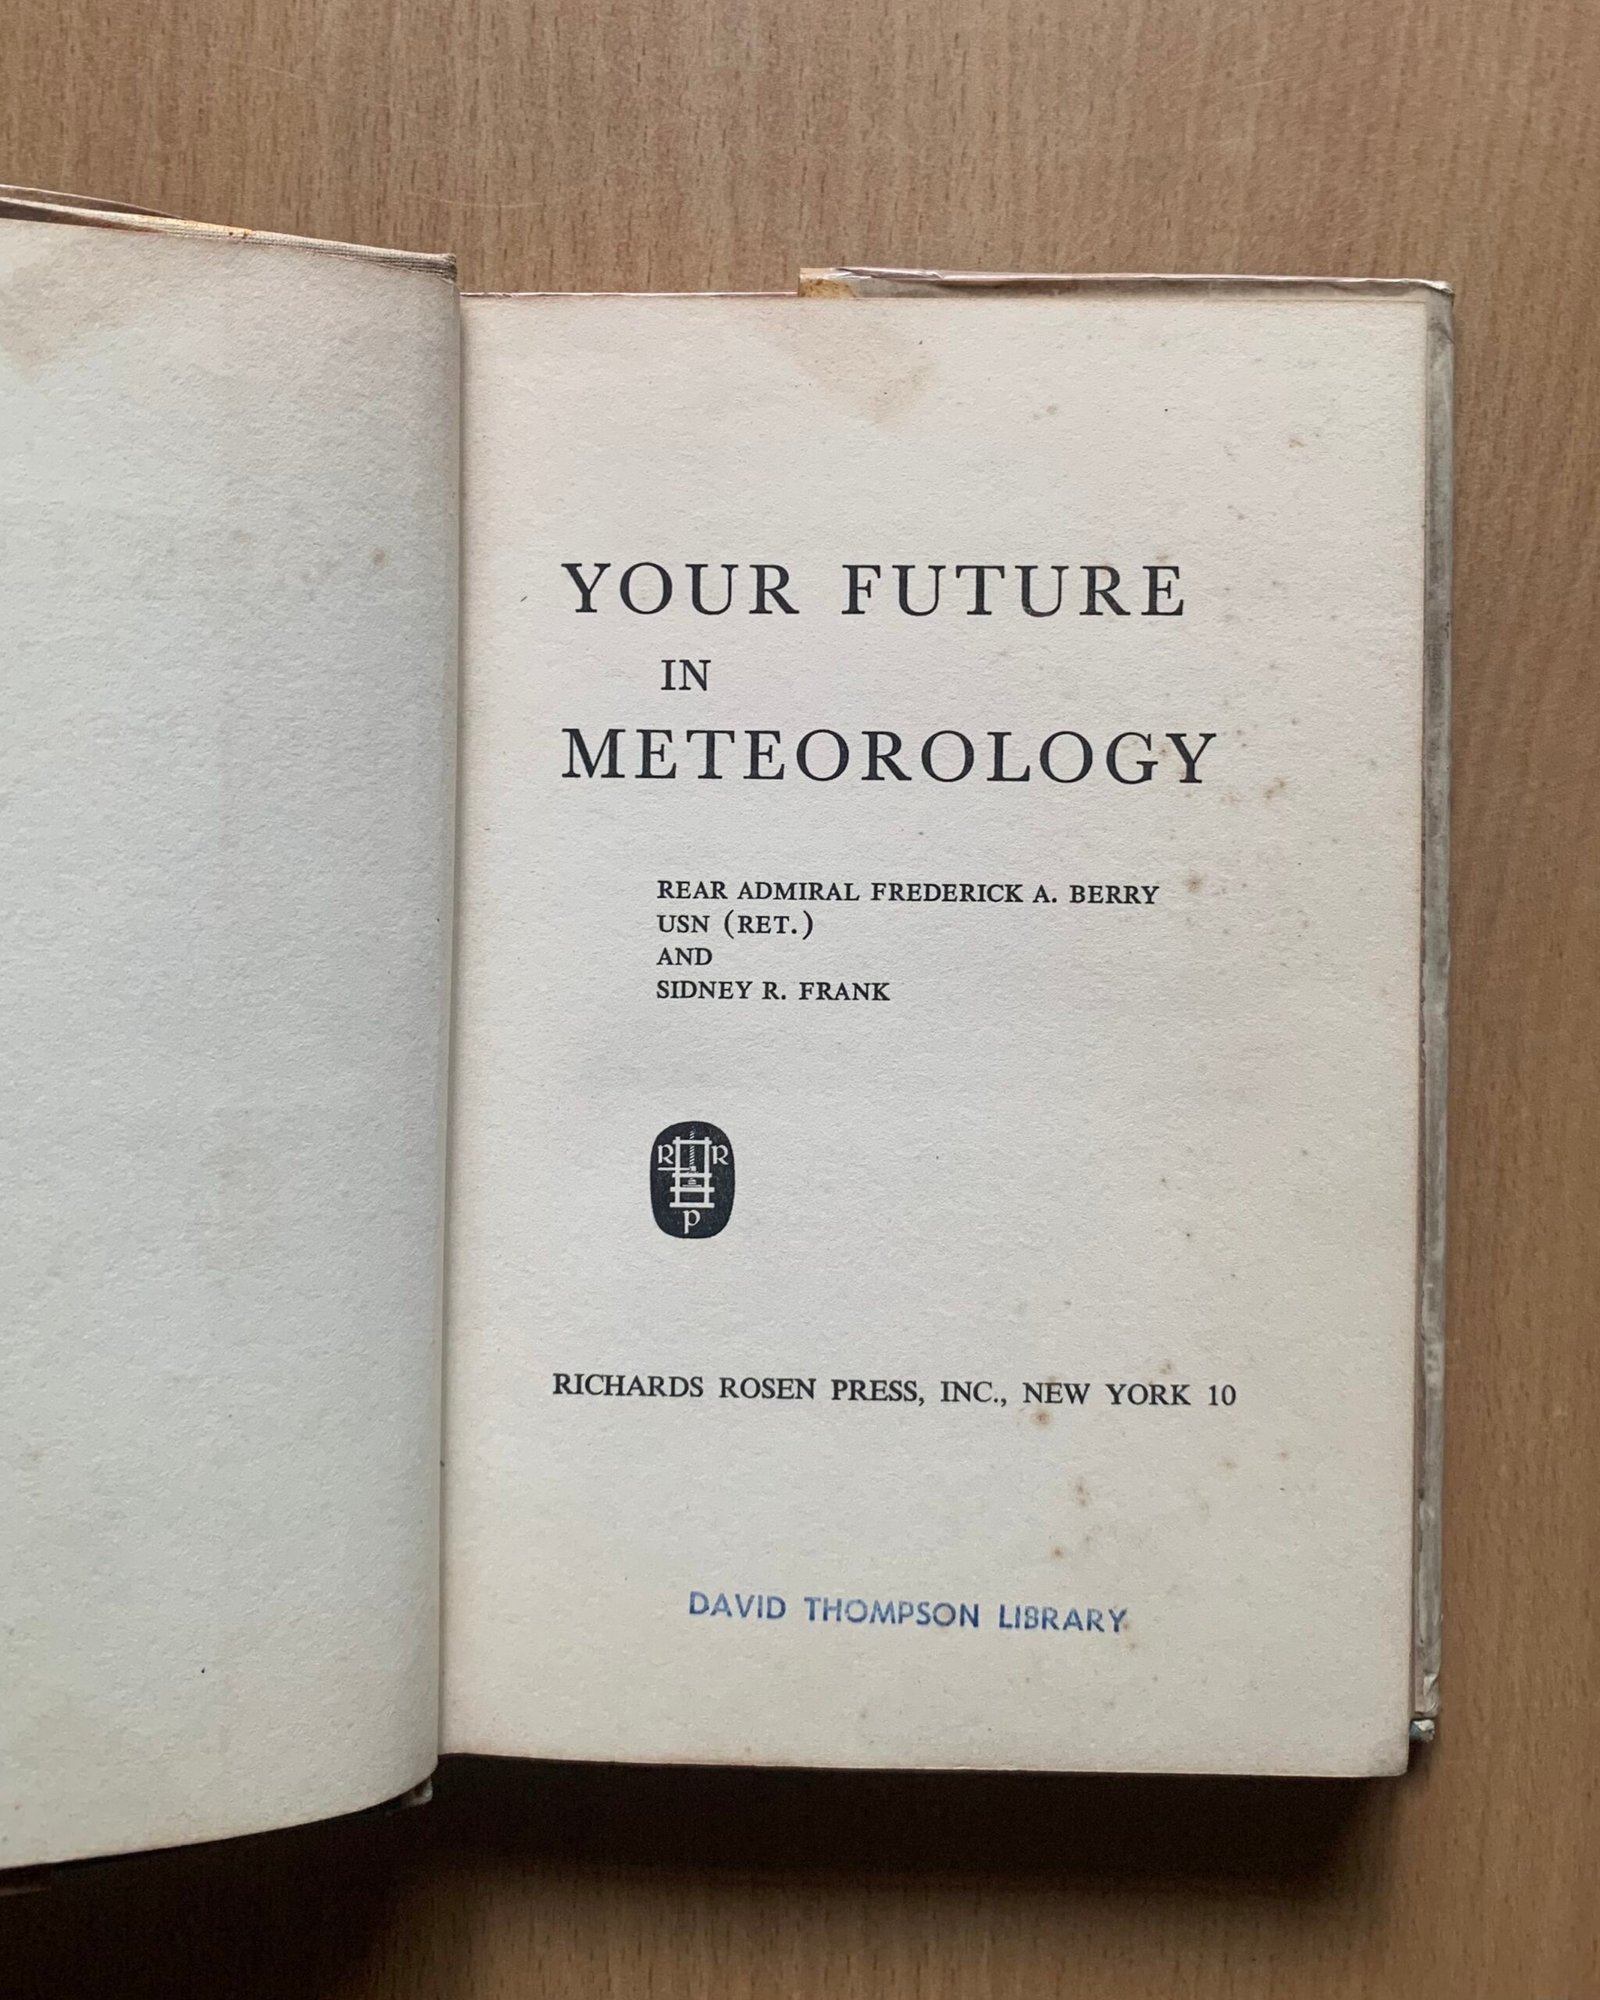 YOUR FUTURE
IN
METEOROLOGY
REAR ADMIRAL FREDERICK A. BERRY
USN (RET.)
AND
SIDNEY R. FRANK
R R
P
RICHARDS ROSEN PRESS, INC., NEW YORK 10
DAVID THOMPSON LIBRARY